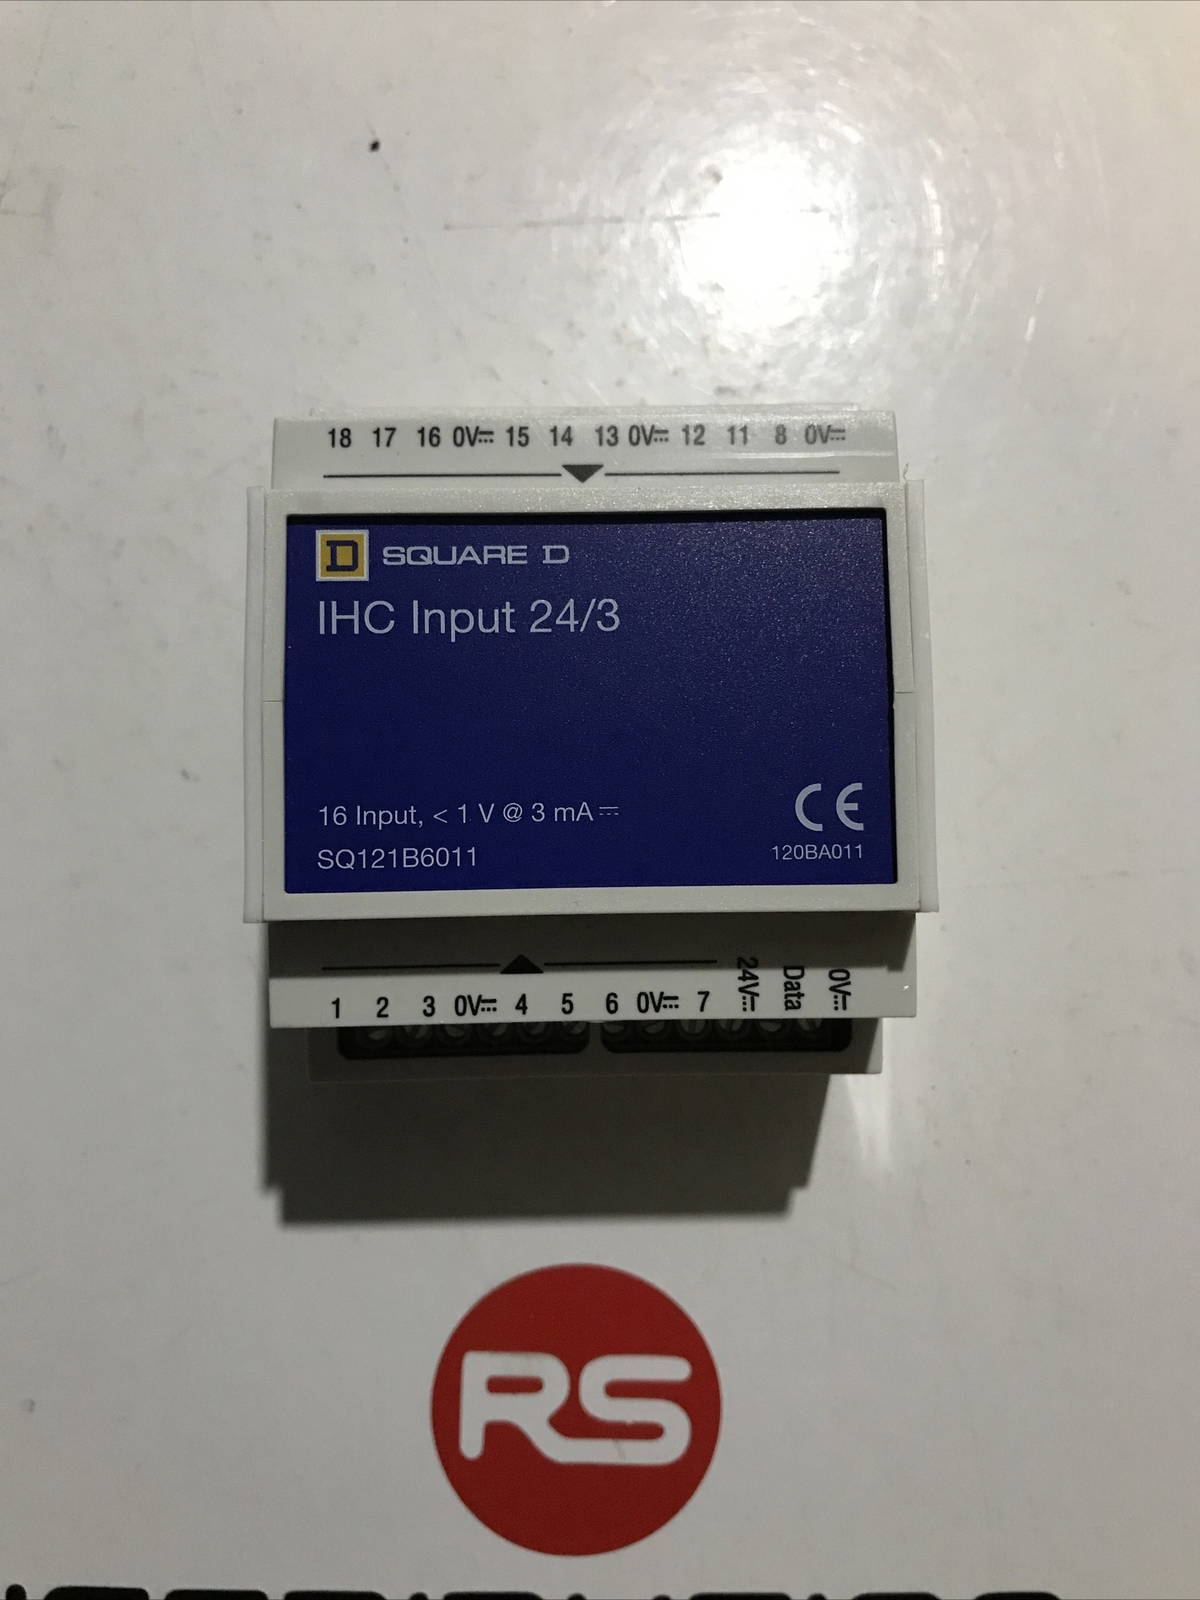 18 17 16 0V⎓ 15 14 13 0V⎓ 12 11 8 0V⎓
D SQUARE D
IHC Input 24/3
16 Input, < 1 V @ 3 mA ⎓
CE
SQ121B6011
120BA011
1 2 3 0V⎓ 4 5 6 0V⎓ 7 24V⎓ Data 0V⎓
RS